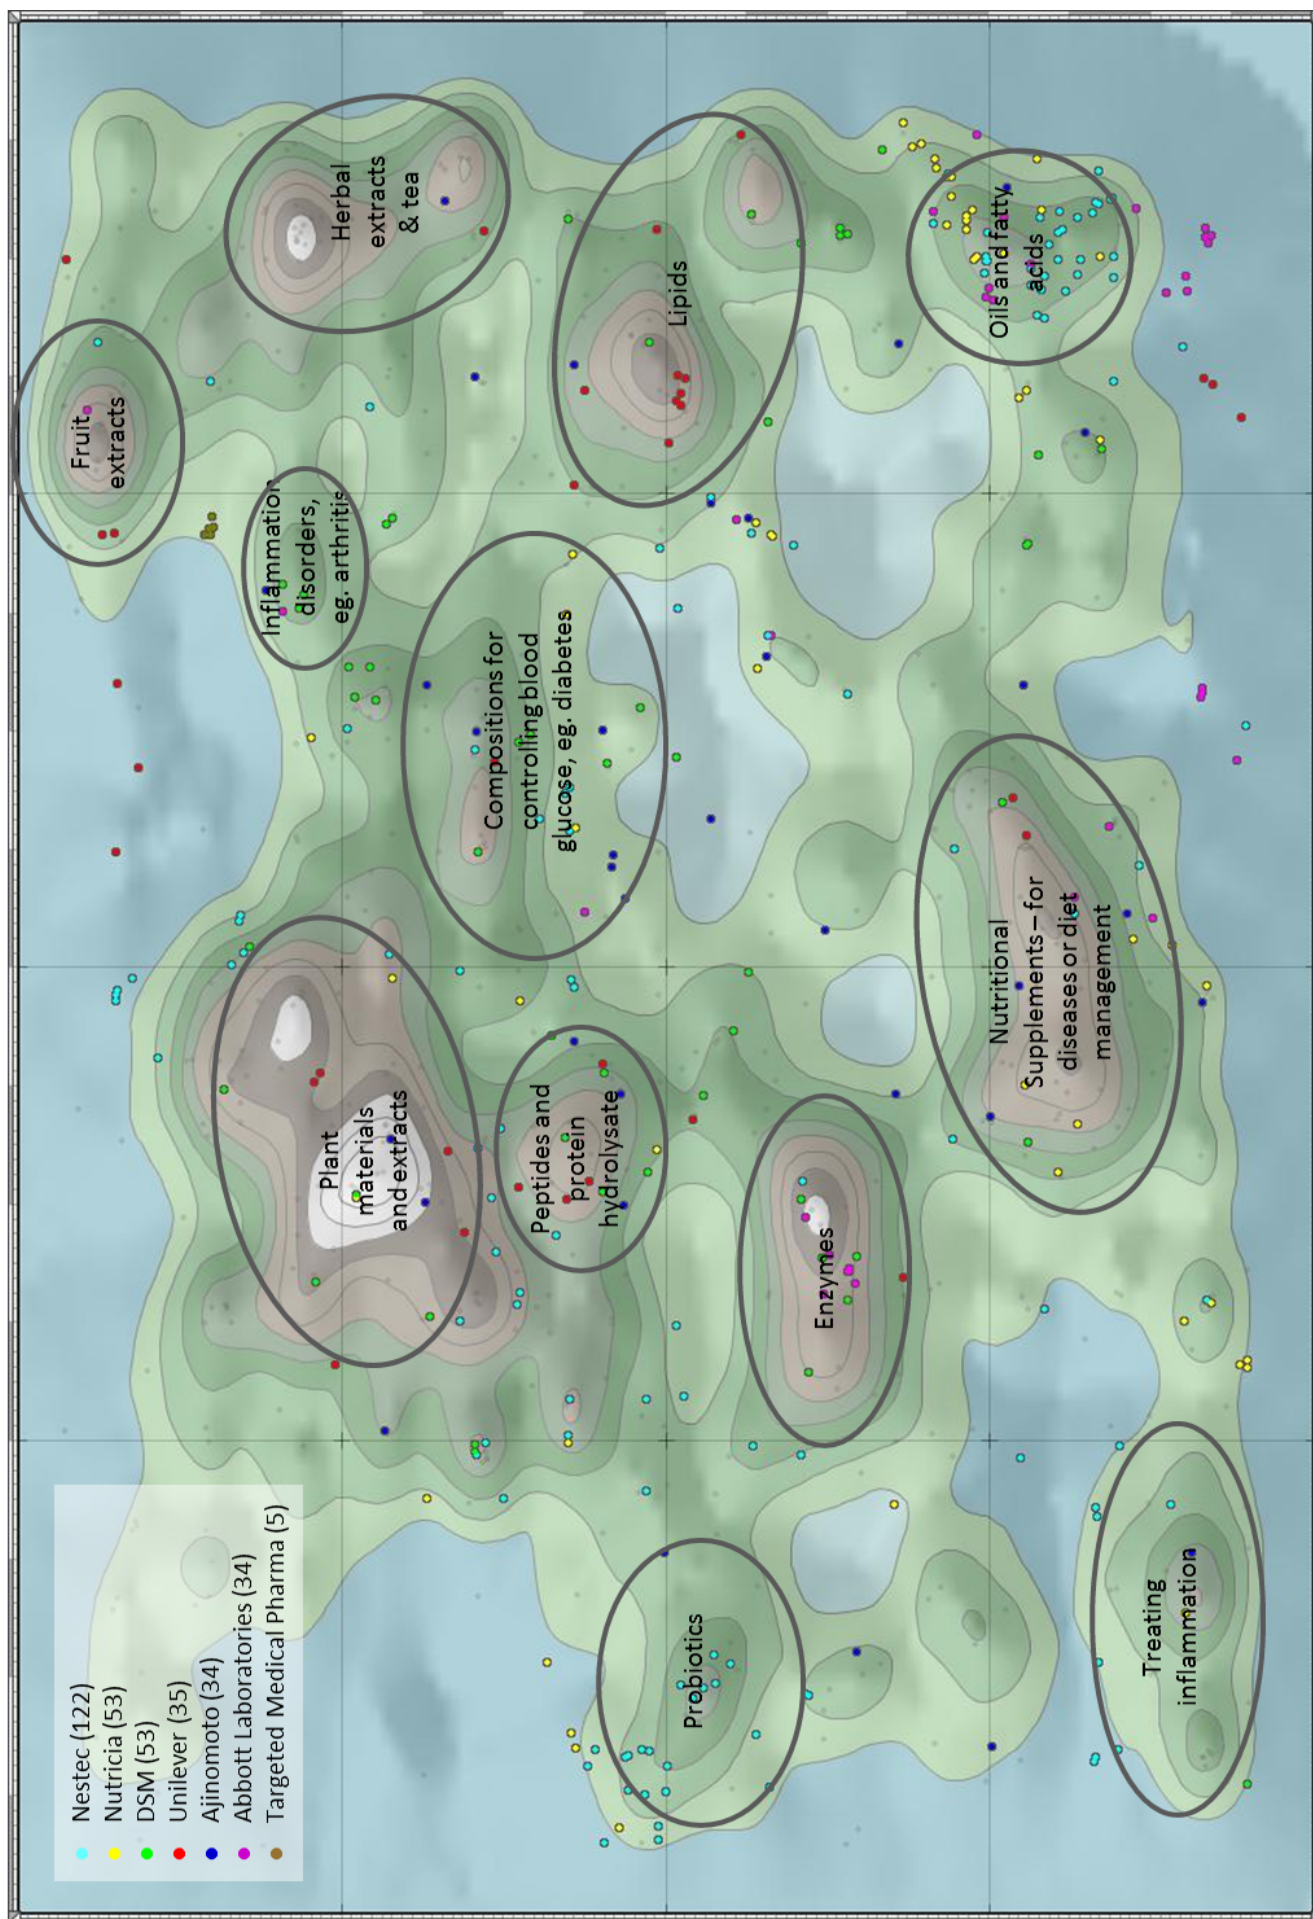 Nestec (122)
Nutricia (53)
DSM (53)
Unilever (35)
Ajinomoto (34)
Abbott Laboratories (34)
Targeted Medical Pharma (5)
Fruit
extracts
Herbal
extracts
& tea
Inflammation
disorders,
eg. arthritis
Lipids
Oils and fatty
acids
Compositions for
controlling blood
glucose, eg. diabetes
Plant
materials
and extracts
Peptides and
protein
hydrolysate
Enzymes
Nutritional
Supplements – for
diseases or diet
management
Probiotics
Treating
inflammation